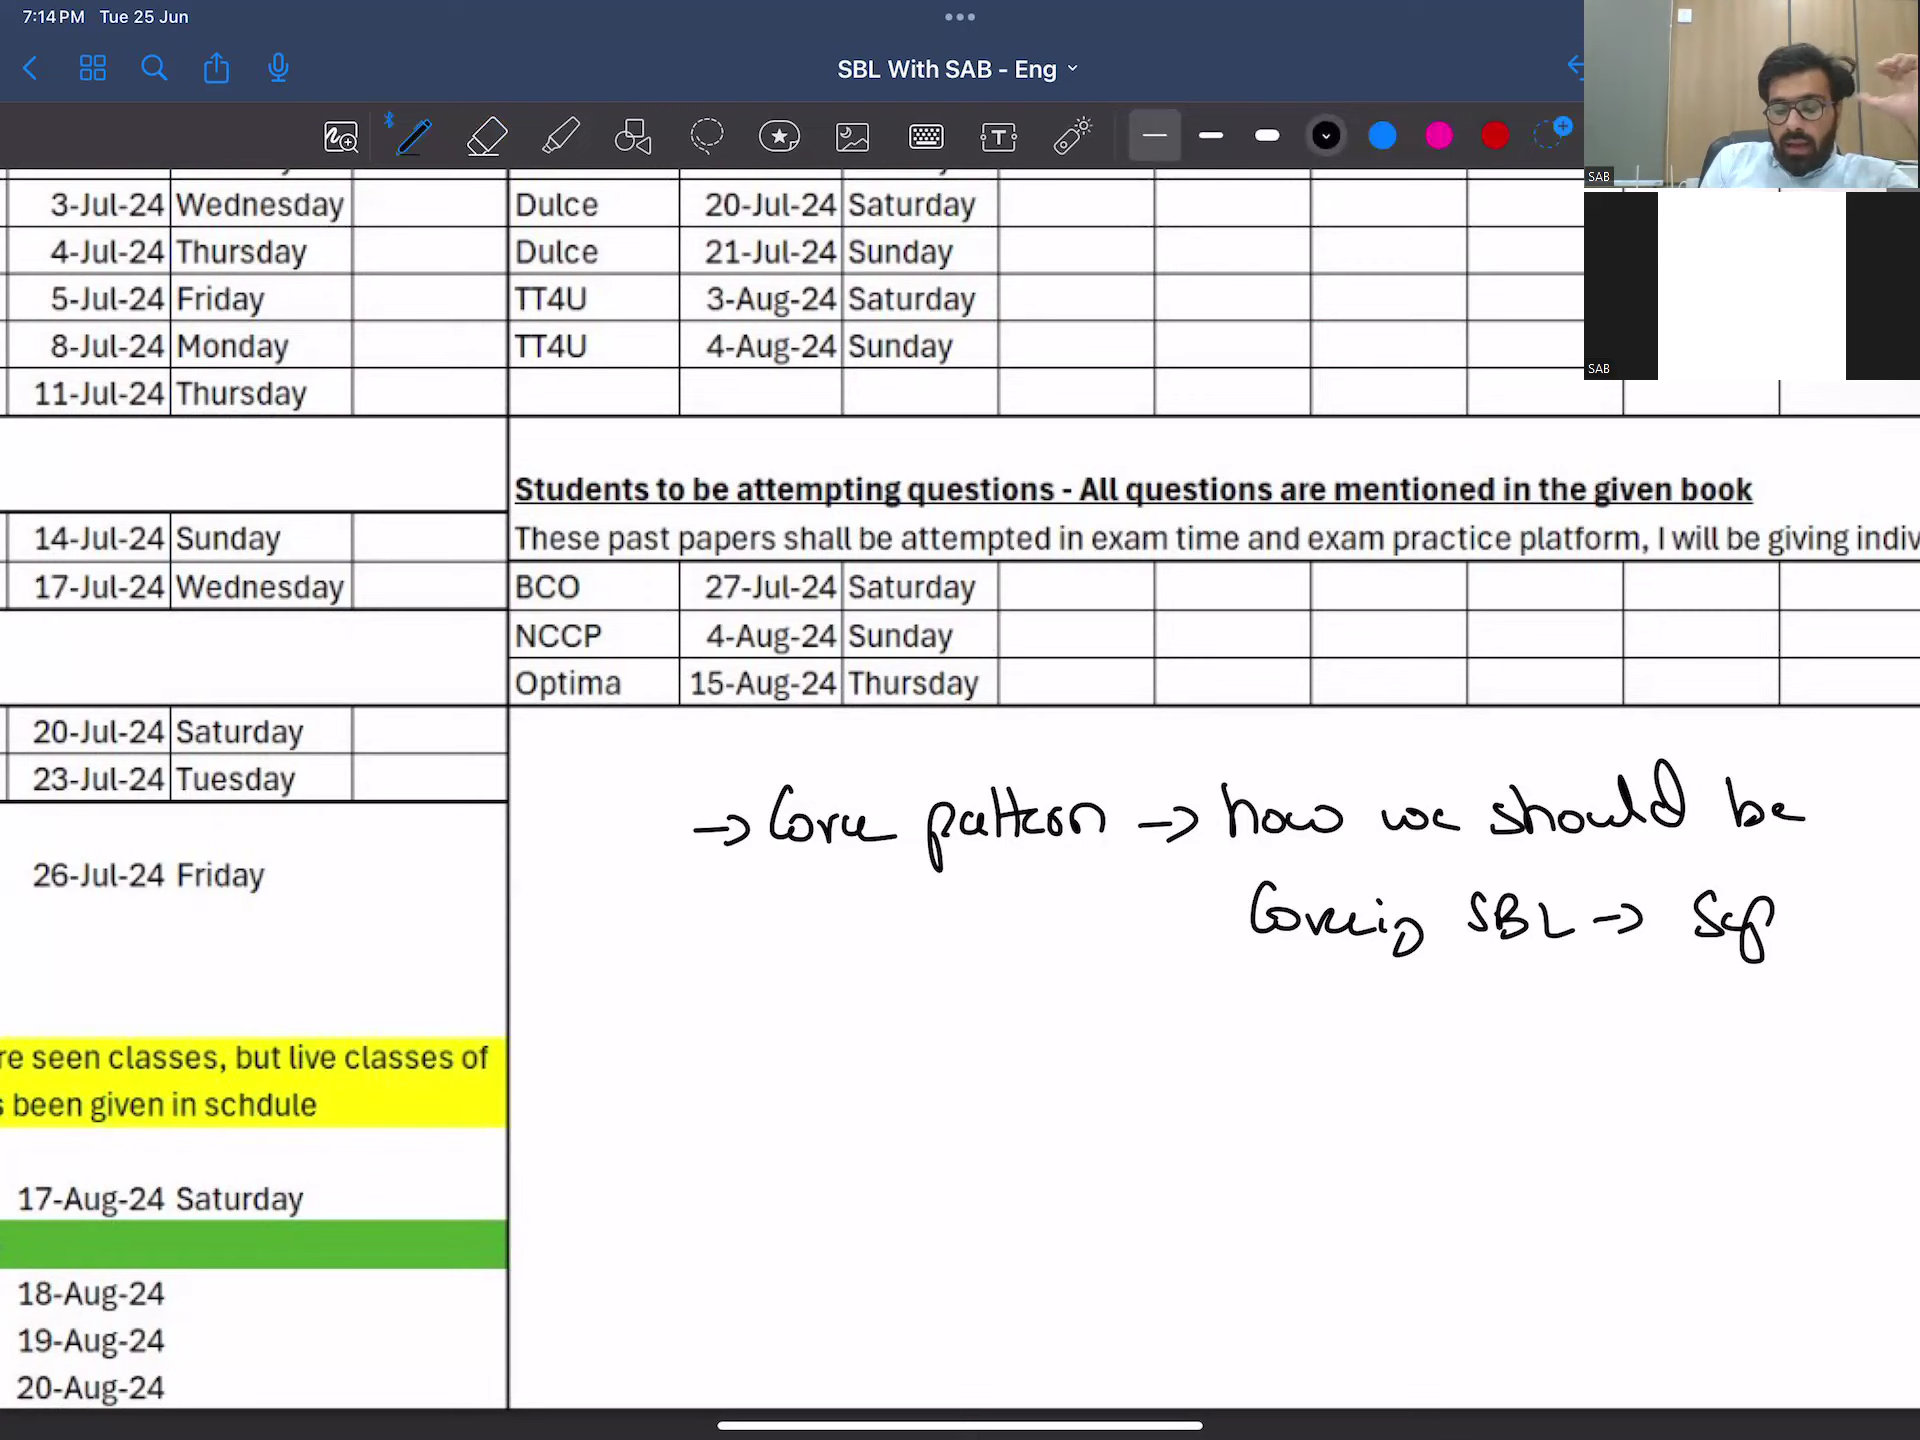 7:14 PM Tue 25 Jun
SBL With SAB - Eng
SAB
SAB
3-Jul-24 Wednesday Dulce 20-Jul-24 Saturday
4-Jul-24 Thursday Dulce 21-Jul-24 Sunday
5-Jul-24 Friday TT4U 3-Aug-24 Saturday
8-Jul-24 Monday TT4U 4-Aug-24 Sunday
11-Jul-24 Thursday
Students to be attempting questions - All questions are mentioned in the given book
14-Jul-24 Sunday These past papers shall be attempted in exam time and exam practice platform, I will be giving indiv
17-Jul-24 Wednesday BCO 27-Jul-24 Saturday
NCCP 4-Aug-24 Sunday
Optima 15-Aug-24 Thursday
20-Jul-24 Saturday
23-Jul-24 Tuesday
→ pattern → how we should be
26-Jul-24 Friday
SBL →
re seen classes, but live classes of
s been given in schdule
17-Aug-24 Saturday
18-Aug-24
19-Aug-24
20-Aug-24